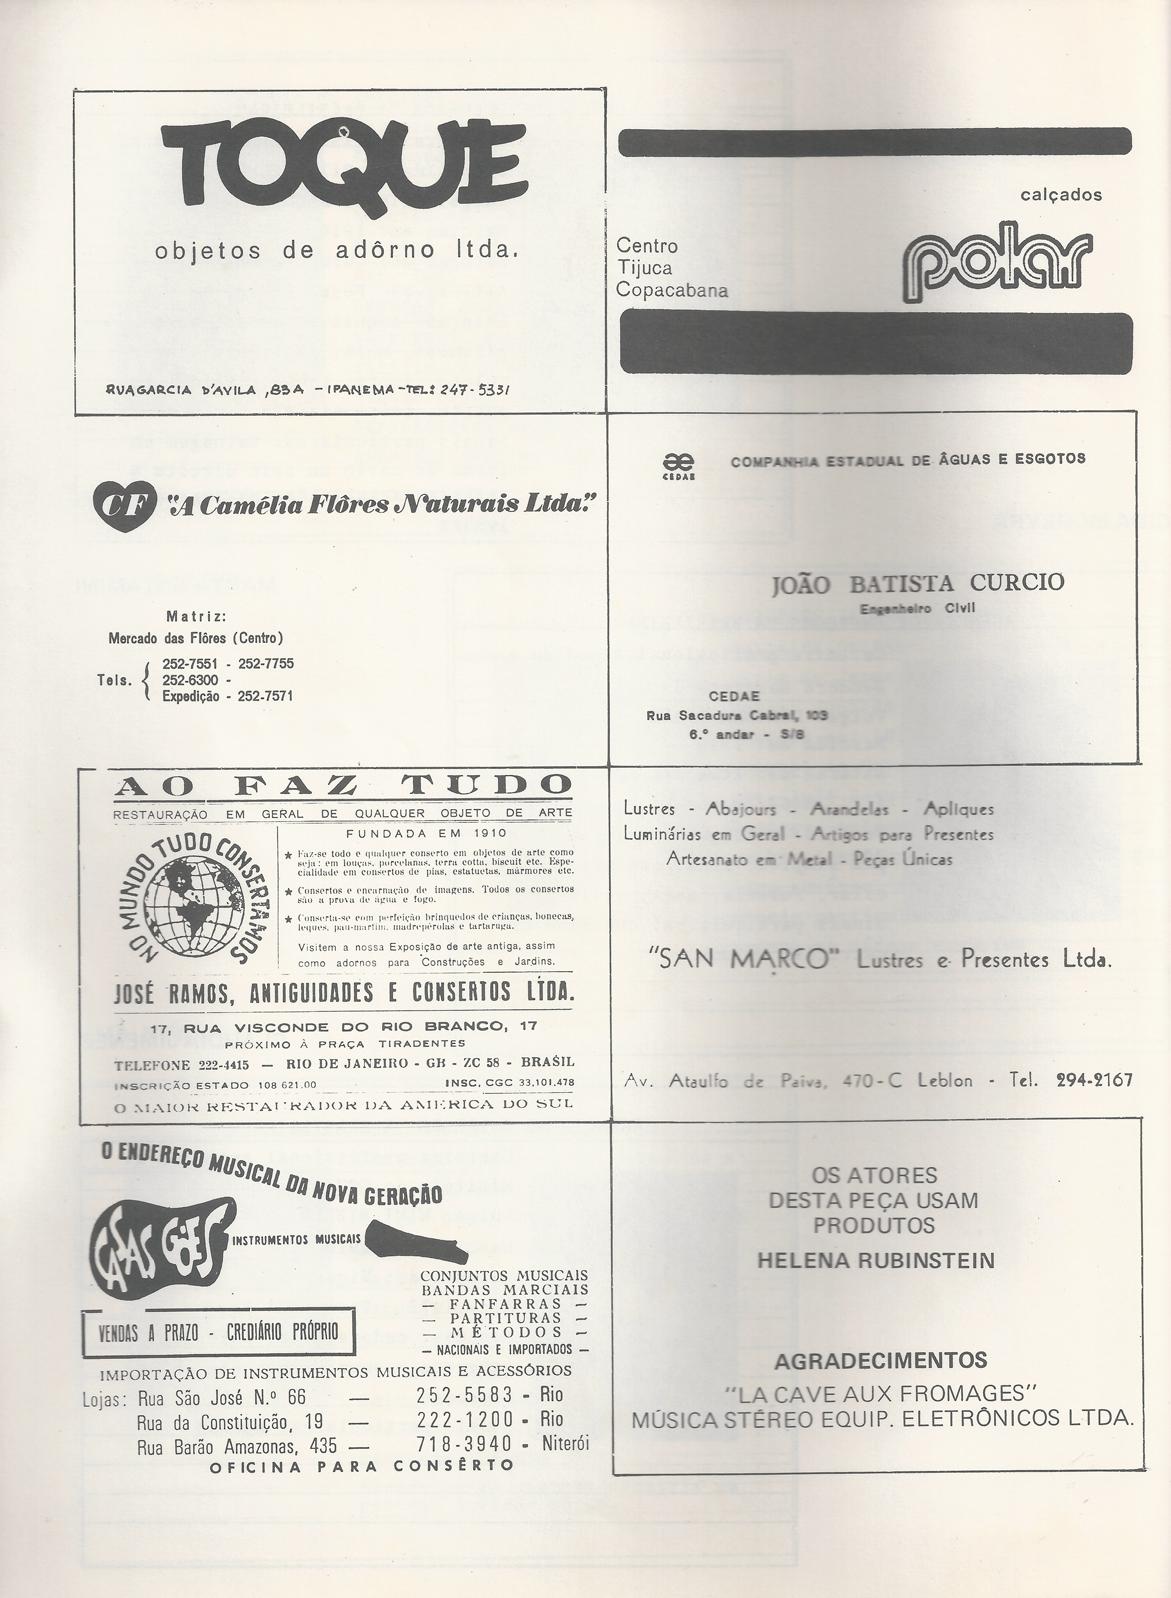 TOQUE
objetos de adôrno ltda.
RUA GARCIA D'AVILA ,83A - IPANEMA - TEL: 247-5331
calçados
polar
Centro
Tijuca
Copacabana
CF "A Camélia Flôres Naturais Ltda."
Matriz:
Mercado das Flôres (Centro)
Tels.
252-7551 - 252-7755
252-6300 -
Expedição - 252-7571
CEDAE
COMPANHIA ESTADUAL DE ÁGUAS E ESGOTOS
JOÃO BATISTA CURCIO
Engenheiro Civil
CEDAE
Rua Sacadura Cabral, 103
6.º andar - S/8
AO FAZ TUDO
RESTAURAÇÃO EM GERAL DE QUALQUER OBJETO DE ARTE
NO MUNDO TUDO CONSERTAMOS
FUNDADA EM 1910
★ Faz-se todo e qualquer conserto em objetos de arte como
seja: em louças, porcelanas, terra cotta, biscuit etc. Espe-
cialidade em consertos de pias, estatuetas, mármores etc.
★ Consertos e encarnação de imagens. Todos os consertos
são a prova de água e fogo.
★ Conserta-se com perfeição brinquedos de crianças, bonecas,
leques, pau-marfim, madrepérolas e tartaruga.
Visitem a nossa Exposição de arte antiga, assim
como adornos para Construções e Jardins.
JOSÉ RAMOS, ANTIGUIDADES E CONSERTOS LTDA.
17, RUA VISCONDE DO RIO BRANCO, 17
PRÓXIMO À PRAÇA TIRADENTES
TELEFONE 222-4415 — RIO DE JANEIRO - GB - ZC 58 - BRASIL
INSCRIÇÃO ESTADO 108 621.00 INSC. CGC 33,101,478
O MAIOR RESTAURADOR DA AMÉRICA DO SUL
Lustres - Abajours - Arandelas - Apliques
Luminárias em Geral - Artigos para Presentes
Artesanato em Metal - Peças Únicas
"SAN MARCO" Lustres e Presentes Ltda.
Av. Ataulfo de Paiva, 470-C Leblon - Tel. 294-2167
O ENDEREÇO MUSICAL DA NOVA GERAÇÃO
CASAS GÖES
INSTRUMENTOS MUSICAIS
CONJUNTOS MUSICAIS
BANDAS MARCIAIS
— FANFARRAS —
— PARTITURAS —
— MÉTODOS —
— NACIONAIS E IMPORTADOS —
VENDAS A PRAZO - CREDIÁRIO PRÓPRIO
IMPORTAÇÃO DE INSTRUMENTOS MUSICAIS E ACESSÓRIOS
Lojas: Rua São José N.º 66 — 252-5583 - Rio
Rua da Constituição, 19 — 222-1200 - Rio
Rua Barão Amazonas, 435 — 718-3940 - Niterói
OFICINA PARA CONSÊRTO
OS ATORES
DESTA PEÇA USAM
PRODUTOS
HELENA RUBINSTEIN
AGRADECIMENTOS
"LA CAVE AUX FROMAGES"
MÚSICA STÉREO EQUIP. ELETRÔNICOS LTDA.